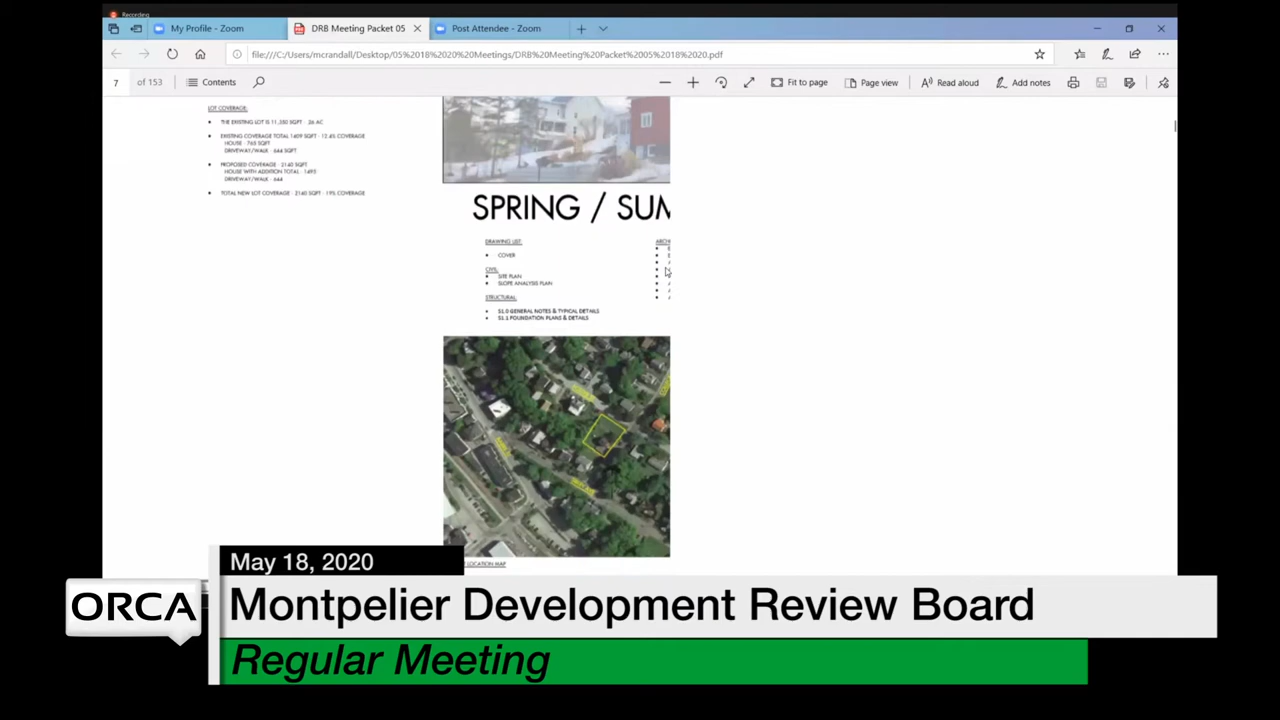 Recording
My Profile - Zoom
DRB Meeting Packet 05
Post Attendee - Zoom
file:///C:/Users/mcrandall/Desktop/05%2018%2020%20Meetings/DRB%20Meeting%20Packet%2005%2018%2020.pdf
7 of 153
Contents
Fit to page
Page view
Read aloud
Add notes
LOT COVERAGE:
THE EXISTING LOT IS 11,350 SQFT - .26 AC
EXISTING COVERAGE TOTAL 1409 SQFT - 12.4% COVERAGE
HOUSE - 765 SQFT
DRIVEWAY/WALK - 644 SQFT
PROPOSED COVERAGE - 2140 SQFT
HOUSE WITH ADDITION TOTAL - 1495
DRIVEWAY/WALK - 644
TOTAL NEW LOT COVERAGE - 2140 SQFT - 19% COVERAGE
SPRING / SUM
DRAWING LIST:
COVER
CIVIL:
SITE PLAN
SLOPE ANALYSIS PLAN
STRUCTURAL:
S1.0 GENERAL NOTES & TYPICAL DETAILS
S1.1 FOUNDATION PLANS & DETAILS
ARCH
LOCATION MAP
May 18, 2020
ORCA
Montpelier Development Review Board
Regular Meeting